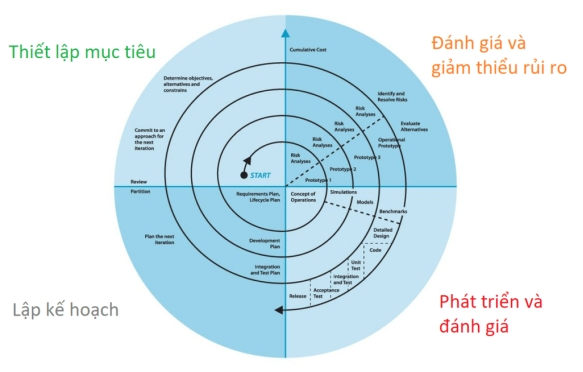 Thiết lập mục tiêu
Đánh giá và
giảm thiểu rủi ro
Cumulative Cost
Determine objectives,
alternatives and
constrains
Identify and
Resolve Risks
Risk
Analyses
Evaluate
Alternatives
Commit to an
approach for the
next iteration
Risk
Analyses
Operational
Prototype
Risk
Analyses
Prototype 3
Risk
Analyses
Prototype 2
START
Prototype 1
Review
Partition
Requirements Plan,
Lifecycle Plan
Concept of
Operations
Simulations
Models
Benchmarks
Plan the next
iteration
Development
Plan
Detailed
Design
Code
Integration
and Test Plan
Unit
Test
Integration
and Test
Acceptance
Test
Release
Lập kế hoạch
Phát triển và
đánh giá